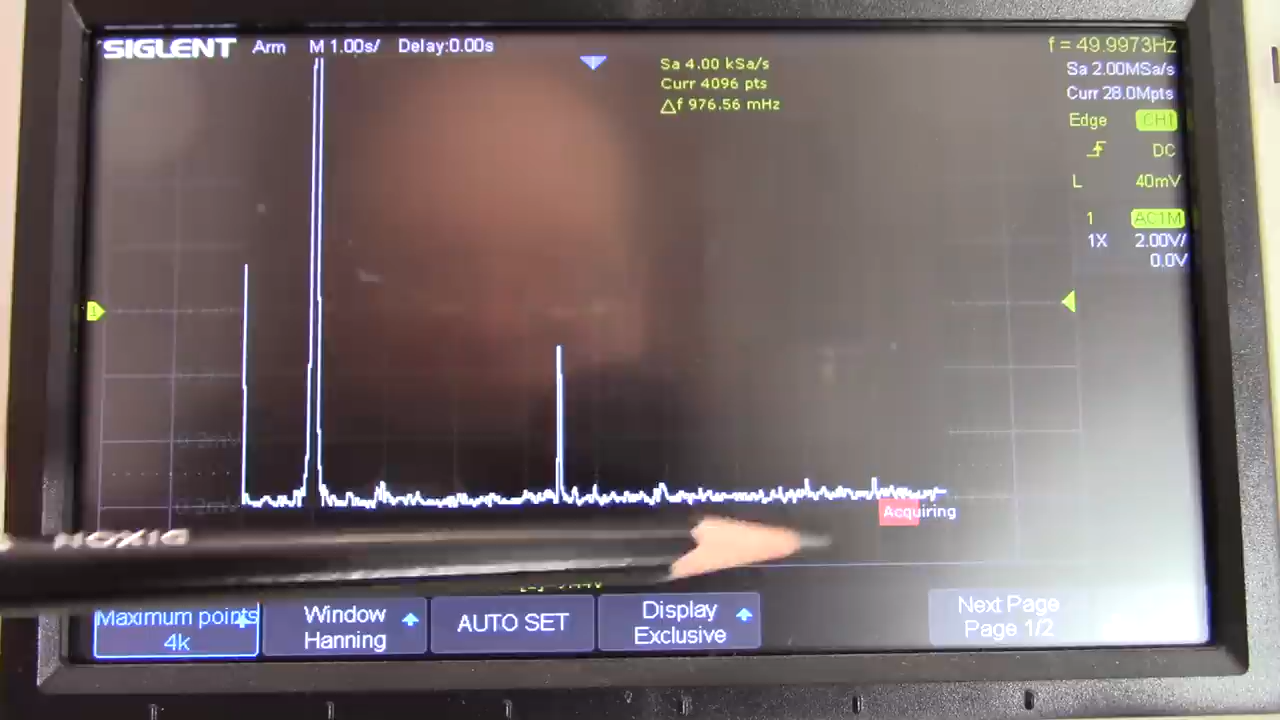 SIGLENT Arm M 1.00s/ Delay:0.00s
f = 49.9973Hz
Sa 4.00 kSa/s
Curr 4096 pts
△f 976.56 mHz
Sa 2.00MSa/s
Curr 28.0Mpts
Edge CH1
DC
L 40mV
1 AC1M
1X 2.00V/
0.0V
1
Acquiring
DIXON
Maximum points
4k
Window
Hanning
AUTO SET
Display
Exclusive
Next Page
Page 1/2